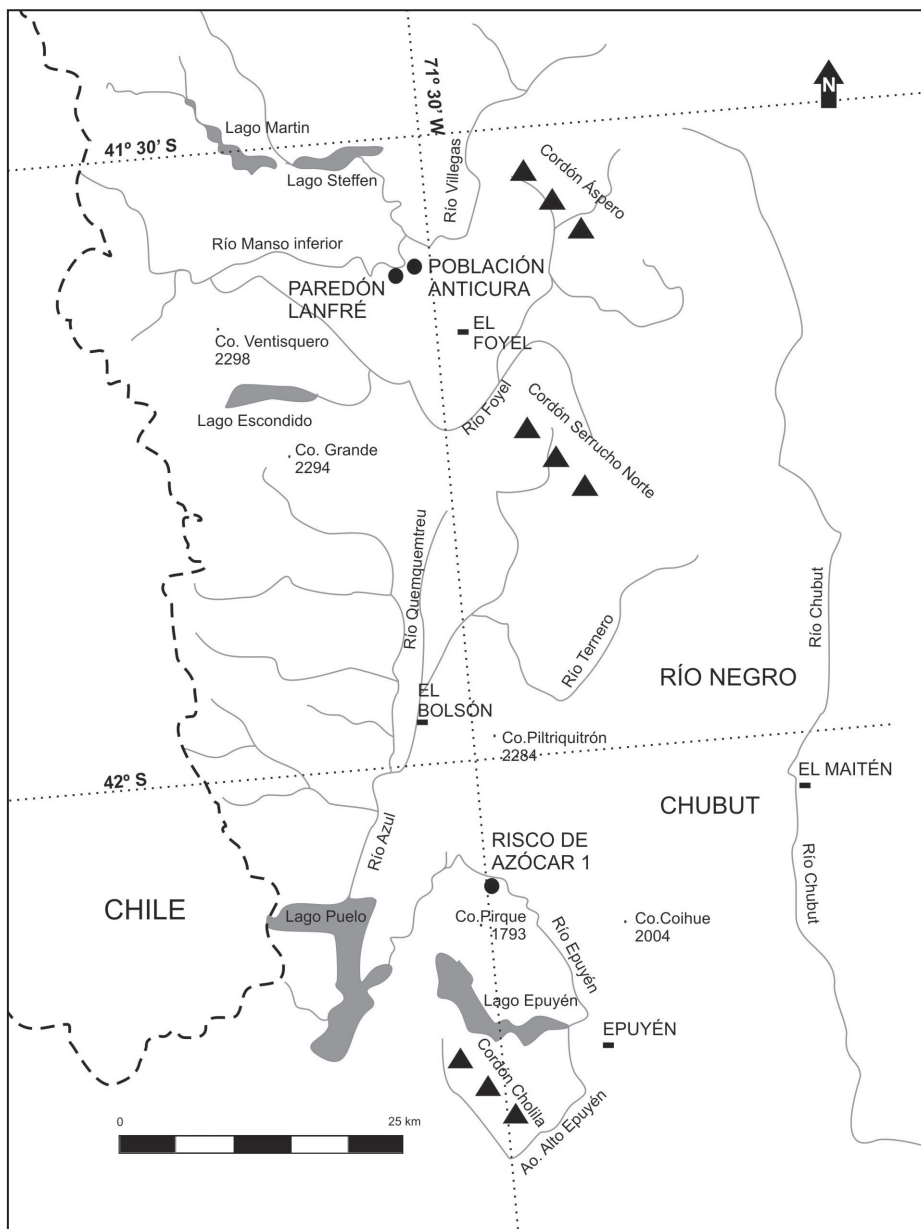 71º 30' W
N
Lago Martin
41º 30' S
Lago Steffen
Río Villegas
Cordón Áspero
Río Manso inferior
POBLACIÓN
ANTICURA
PAREDÓN
LANFRÉ
EL
FOYEL
Co. Ventisquero
2298
Río Foyel
Lago Escondido
Cordón Serrucho Norte
Co. Grande
2294
Río Quemquemtreu
Río Chubut
Río Ternero
RÍO NEGRO
EL
BOLSÓN
Co.Piltriquitrón
2284
42º S
EL MAITÉN
CHUBUT
Río Azul
RISCO DE
AZÓCAR 1
Río Chubut
CHILE
Lago Puelo
Co.Pirque
1793
Co.Coihue
2004
Río Epuyén
Lago Epuyén
EPUYÉN
Cordón Cholila
Ao. Alto Epuyén
0
25 km